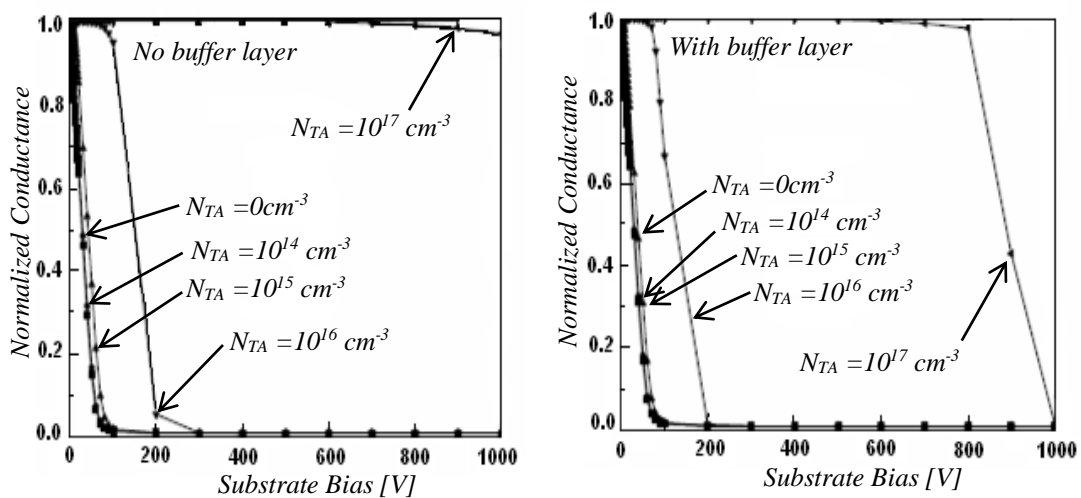 No buffer layer
Normalized Conductance
1.0
0.8
0.6
0.4
0.2
0.0
N_TA =10^17 cm^-3
N_TA =0cm^-3
N_TA =10^14 cm^-3
N_TA =10^15 cm^-3
N_TA =10^16 cm^-3
0 200 400 600 800 1000
Substrate Bias [V]
With buffer layer
Normalized Conductance
1.0
0.8
0.6
0.4
0.2
0.0
N_TA =0cm^-3
N_TA =10^14 cm^-3
N_TA =10^15 cm^-3
N_TA =10^16 cm^-3
N_TA =10^17 cm^-3
0 200 400 600 800 1000
Substrate Bias [V]